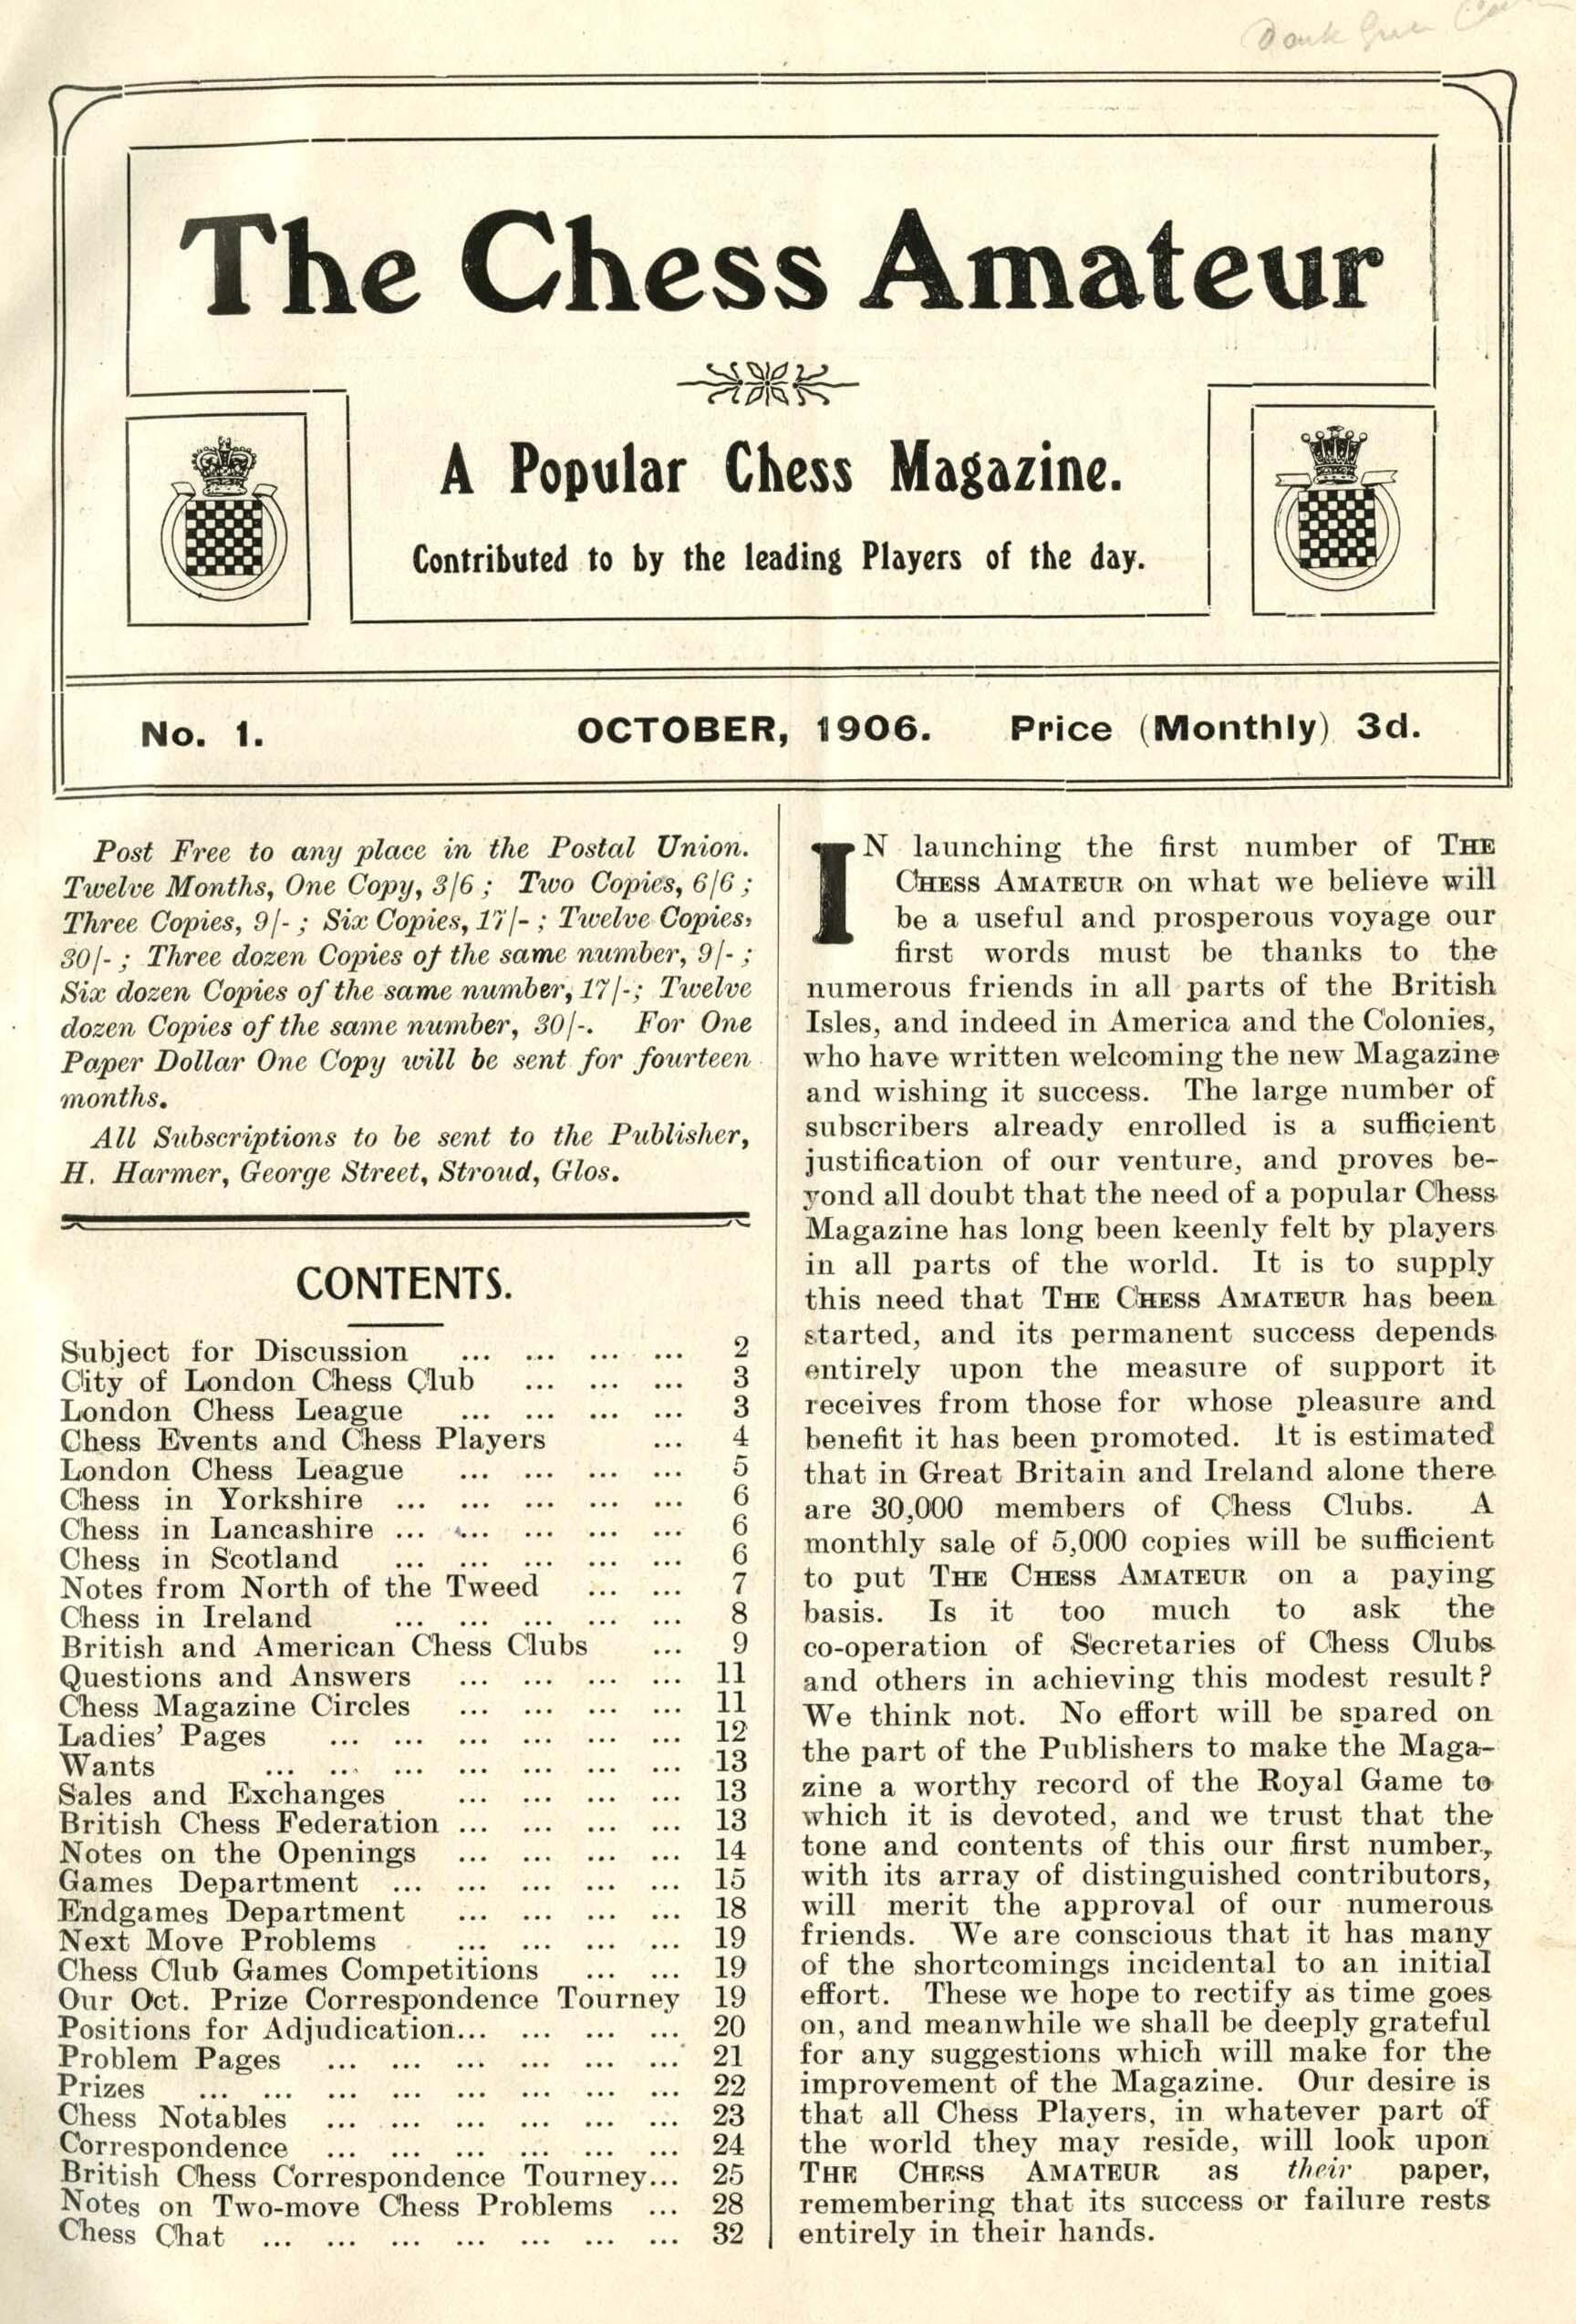 The Chess Amateur
A Popular Chess Magazine.
Contributed to by the leading Players of the day.
No. 1. OCTOBER, 1906. Price (Monthly) 3d.
Post Free to any place in the Postal Union.
Twelve Months, One Copy, 3/6 ; Two Copies, 6/6 ;
Three Copies, 9/- ; Six Copies, 17/- ; Twelve Copies,
30/- ; Three dozen Copies of the same number, 9/- ;
Six dozen Copies of the same number, 17/-; Twelve
dozen Copies of the same number, 30/-. For One
Paper Dollar One Copy will be sent for fourteen
months.
All Subscriptions to be sent to the Publisher,
H. Harmer, George Street, Stroud, Glos.
CONTENTS.
Subject for Discussion ... ... ... ... 2
City of London Chess Club ... ... ... 3
London Chess League ... ... ... ... 3
Chess Events and Chess Players ... 4
London Chess League ... ... ... ... 5
Chess in Yorkshire ... ... ... ... ... 6
Chess in Lancashire ... ... ... ... ... 6
Chess in Scotland ... ... ... ... ... 6
Notes from North of the Tweed ... ... 7
Chess in Ireland ... ... ... ... ... 8
British and American Chess Clubs ... 9
Questions and Answers ... ... ... ... 11
Chess Magazine Circles ... ... ... ... 11
Ladies' Pages ... ... ... ... ... ... 12
Wants ... ... ... ... ... ... ... 13
Sales and Exchanges ... ... ... ... 13
British Chess Federation ... ... ... ... 13
Notes on the Openings ... ... ... ... 14
Games Department ... ... ... ... ... 15
Endgames Department ... ... ... ... 18
Next Move Problems ... ... ... ... 19
Chess Club Games Competitions ... ... 19
Our Oct. Prize Correspondence Tourney 19
Positions for Adjudication... ... ... ... 20
Problem Pages ... ... ... ... ... ... 21
Prizes ... ... ... ... ... ... ... ... 22
Chess Notables ... ... ... ... ... ... 23
Correspondence ... ... ... ... ... ... 24
British Chess Correspondence Tourney... 25
Notes on Two-move Chess Problems ... 28
Chess Chat ... ... ... ... ... ... ... 32
IN launching the first number of THE
CHESS AMATEUR on what we believe will
be a useful and prosperous voyage our
first words must be thanks to the
numerous friends in all parts of the British
Isles, and indeed in America and the Colonies,
who have written welcoming the new Magazine
and wishing it success. The large number of
subscribers already enrolled is a sufficient
justification of our venture, and proves be-
yond all doubt that the need of a popular Chess
Magazine has long been keenly felt by players
in all parts of the world. It is to supply
this need that THE CHESS AMATEUR has been
started, and its permanent success depends
entirely upon the measure of support it
receives from those for whose pleasure and
benefit it has been promoted. It is estimated
that in Great Britain and Ireland alone there
are 30,000 members of Chess Clubs. A
monthly sale of 5,000 copies will be sufficient
to put THE CHESS AMATEUR on a paying
basis. Is it too much to ask the
co-operation of Secretaries of Chess Clubs
and others in achieving this modest result?
We think not. No effort will be spared on
the part of the Publishers to make the Maga-
zine a worthy record of the Royal Game to
which it is devoted, and we trust that the
tone and contents of this our first number,
with its array of distinguished contributors,
will merit the approval of our numerous
friends. We are conscious that it has many
of the shortcomings incidental to an initial
effort. These we hope to rectify as time goes
on, and meanwhile we shall be deeply grateful
for any suggestions which will make for the
improvement of the Magazine. Our desire is
that all Chess Players, in whatever part of
the world they may reside, will look upon
THE CHESS AMATEUR as their paper,
remembering that its success or failure rests
entirely in their hands.